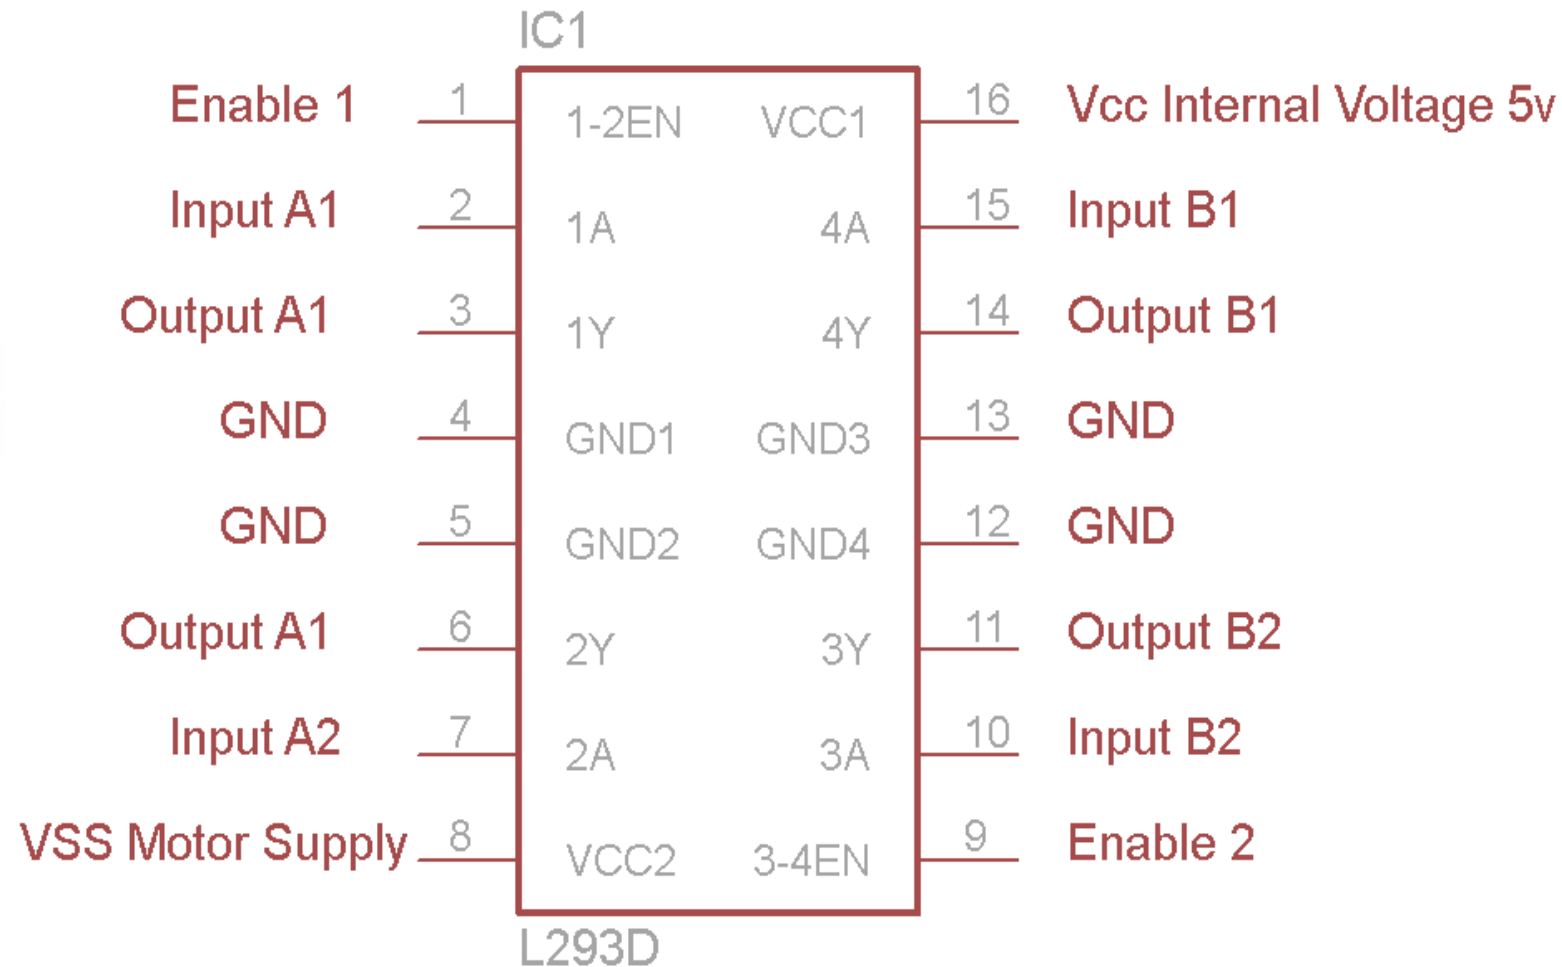 IC1
Enable 1 1 1-2EN VCC1 16 Vcc Internal Voltage 5v
Input A1 2 1A 4A 15 Input B1
Output A1 3 1Y 4Y 14 Output B1
GND 4 GND1 GND3 13 GND
GND 5 GND2 GND4 12 GND
Output A1 6 2Y 3Y 11 Output B2
Input A2 7 2A 3A 10 Input B2
VSS Motor Supply 8 VCC2 3-4EN 9 Enable 2
L293D